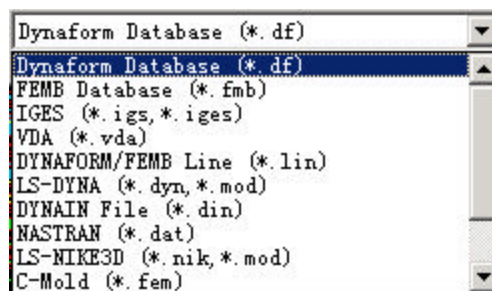 Dynaform Database (*.df)
Dynaform Database (*.df)
FEMB Database (*.fmb)
IGES (*.igs,*.iges)
VDA (*.vda)
DYNAFORM/FEMB Line (*.lin)
LS-DYNA (*.dyn,*.mod)
DYNAIN File (*.din)
NASTRAN (*.dat)
LS-NIKE3D (*.nik,*.mod)
C-Mold (*.fem)